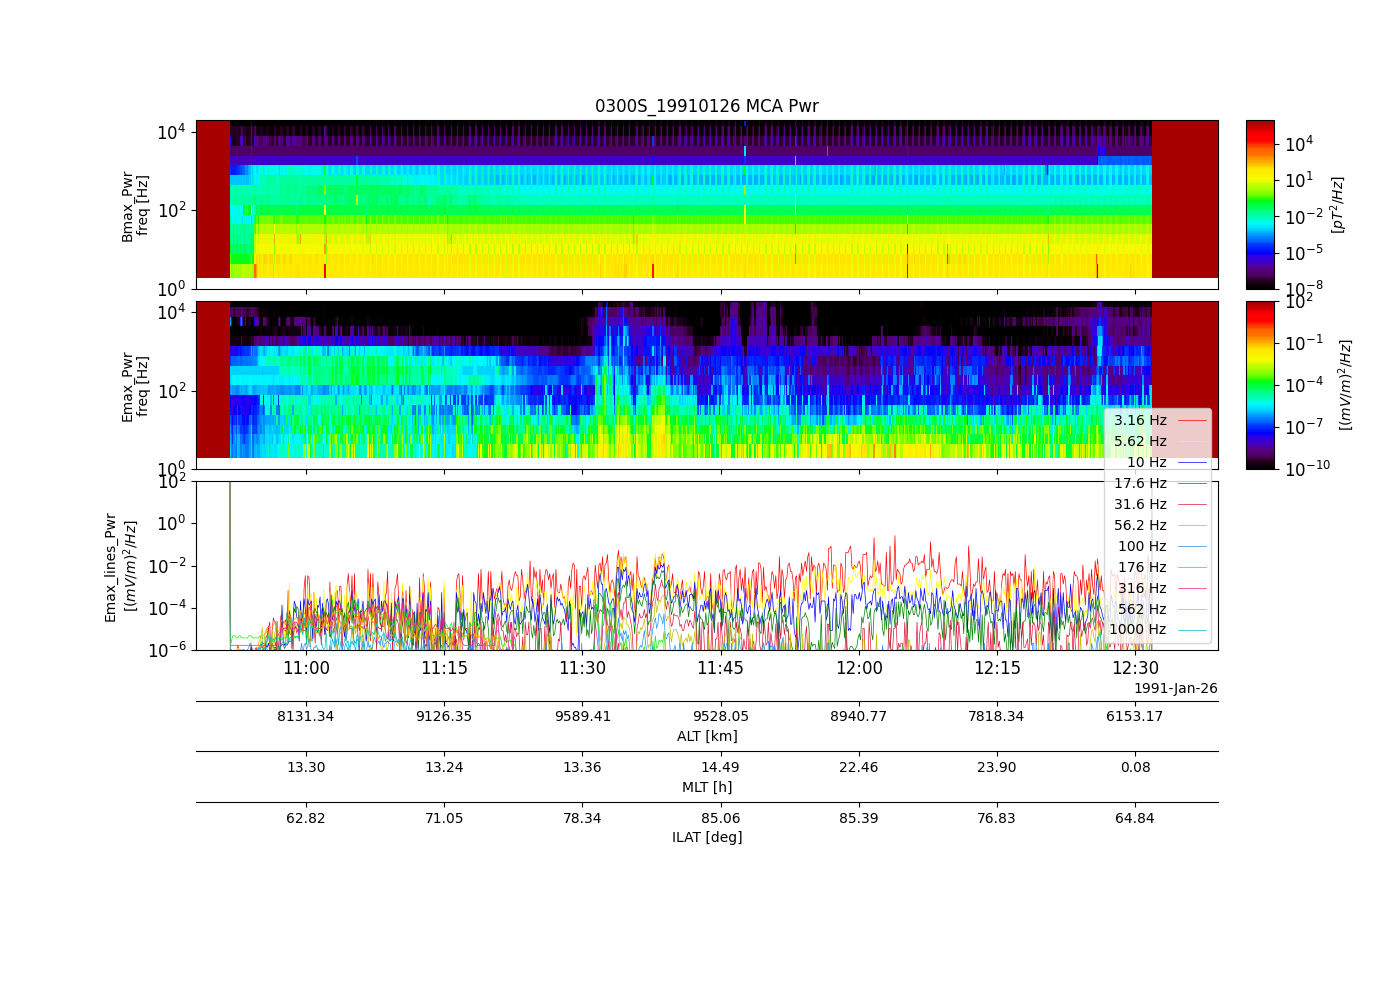 0300S_19910126 MCA Pwr
Bmax_Pwr
freq [Hz]
10^4
10^2
10^0
10^4
10^1
10^−2
10^−5
10^−8
[pT^2/Hz]
Emax_Pwr
freq [Hz]
10^4
10^2
10^0
10^2
10^−1
10^−4
10^−7
10^−10
[(mV/m)^2/Hz]
Emax_lines_Pwr
[(mV/m)^2/Hz]
10^2
10^0
10^−2
10^−4
10^−6
3.16 Hz
5.62 Hz
10 Hz
17.6 Hz
31.6 Hz
56.2 Hz
100 Hz
176 Hz
316 Hz
562 Hz
1000 Hz
11:00 11:15 11:30 11:45 12:00 12:15 12:30
1991-Jan-26
8131.34 9126.35 9589.41 9528.05 8940.77 7818.34 6153.17
ALT [km]
13.30 13.24 13.36 14.49 22.46 23.90 0.08
MLT [h]
62.82 71.05 78.34 85.06 85.39 76.83 64.84
ILAT [deg]